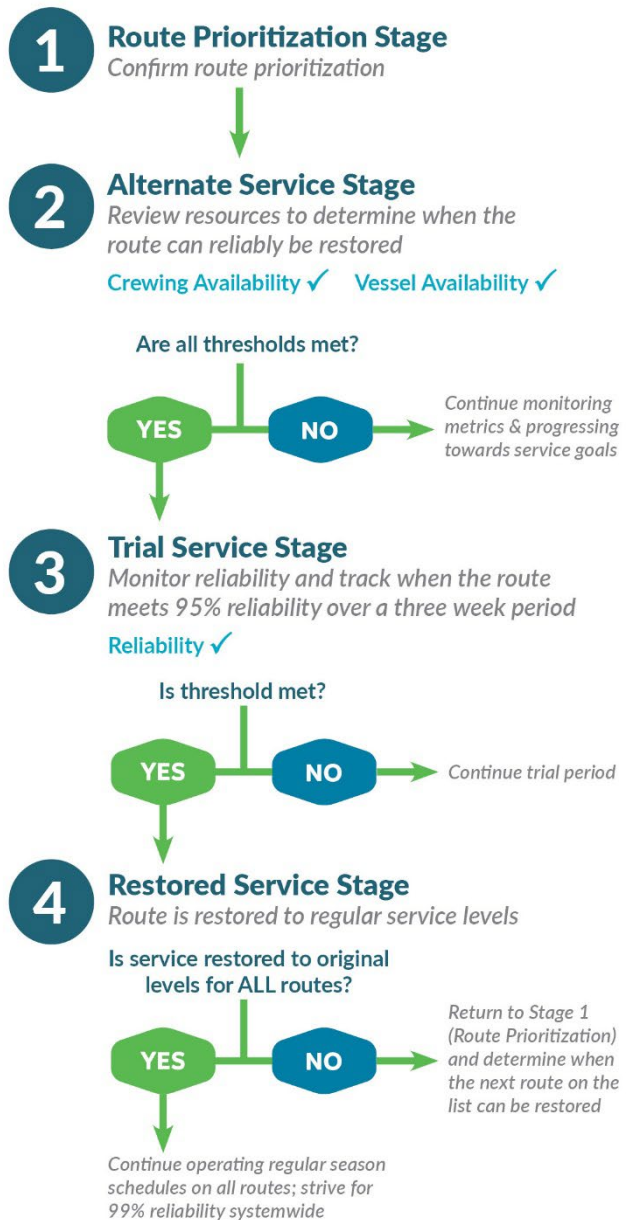 1
Route Prioritization Stage
Confirm route prioritization
2
Alternate Service Stage
Review resources to determine when the
route can reliably be restored
Crewing Availability ✓ Vessel Availability ✓
Are all thresholds met?
YES
NO
Continue monitoring
metrics & progressing
towards service goals
3
Trial Service Stage
Monitor reliability and track when the route
meets 95% reliability over a three week period
Reliability ✓
Is threshold met?
YES
NO
Continue trial period
4
Restored Service Stage
Route is restored to regular service levels
Is service restored to original
levels for ALL routes?
YES
NO
Return to Stage 1
(Route Prioritization)
and determine when
the next route on the
list can be restored
Continue operating regular season
schedules on all routes; strive for
99% reliability systemwide